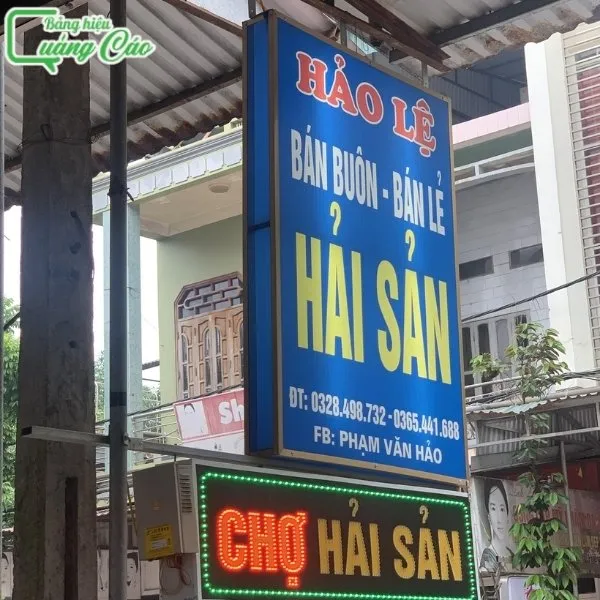 Bảng hiệu
Quảng Cáo
HẢO LỆ
BÁN BUÔN - BÁN LẺ
HẢI SẢN
ĐT: 0328.498.732 - 0365.441.688
FB: PHẠM VĂN HẢO
Sh
CHỢ HẢI SẢN